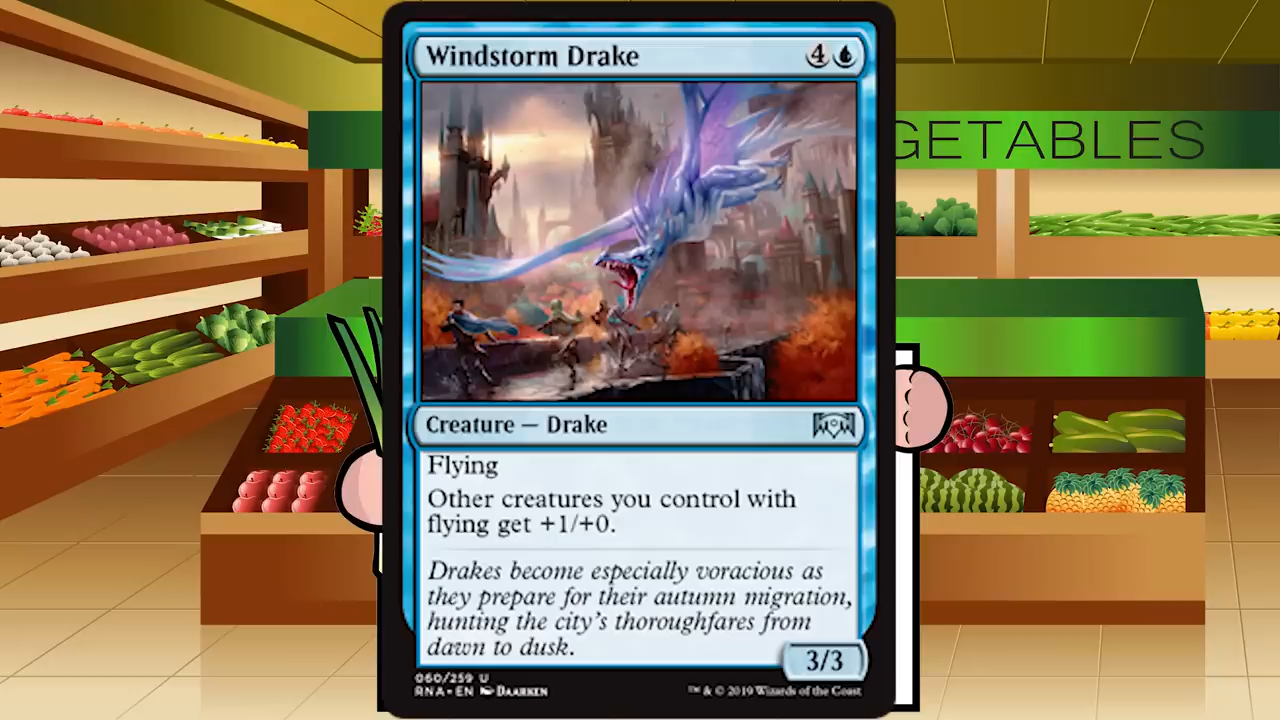 Windstorm Drake 4
GETABLES
Creature — Drake
Flying
Other creatures you control with
flying get +1/+0.
Drakes become especially voracious as
they prepare for their autumn migration,
hunting the city's thoroughfares from
dawn to dusk.
3/3
060/259 U
RNA • EN DAARKEN
™ & © 2019 Wizards of the Coast